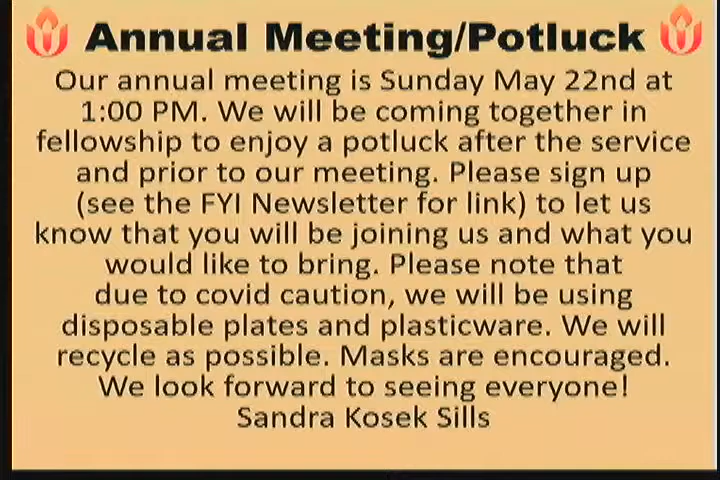 Annual Meeting/Potluck
Our annual meeting is Sunday May 22nd at
1:00 PM. We will be coming together in
fellowship to enjoy a potluck after the service
and prior to our meeting. Please sign up
(see the FYI Newsletter for link) to let us
know that you will be joining us and what you
would like to bring. Please note that
due to covid caution, we will be using
disposable plates and plasticware. We will
recycle as possible. Masks are encouraged.
We look forward to seeing everyone!
Sandra Kosek Sills